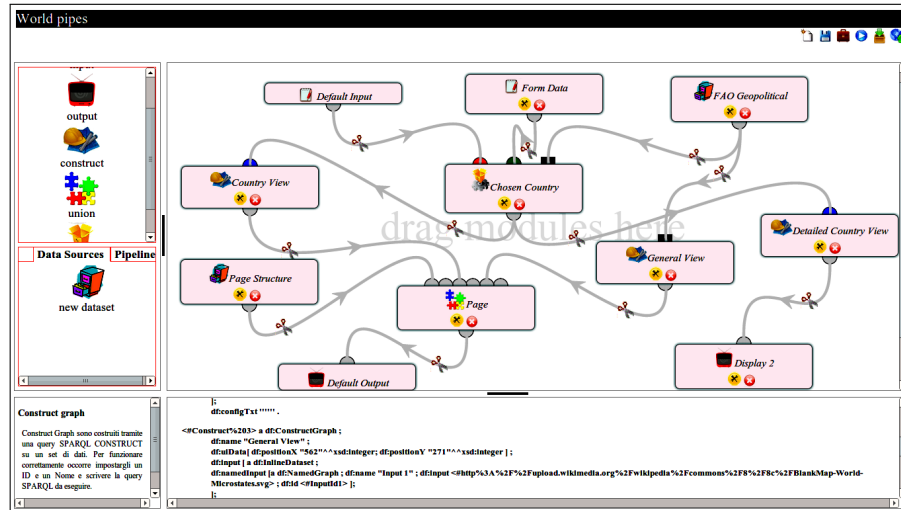 World pipes
output
construct
union
Data Sources
Pipeline
new dataset
Default Input
Form Data
FAO Geopolitical
Country View
Chosen Country
drag modules here
Detailed Country View
General View
Page Structure
Page
Default Output
Display 2
Construct graph
Construct Graph sono costruiti tramite
una query SPARQL CONSTRUCT
su un set di dati. Per funzionare
correttamente occorre impostargli un
ID e un Nome e scrivere la query
SPARQL da eseguire.
];
df:configTxt """" .
<#Construct%203> a df:ConstructGraph ;
df:name "General View" ;
df:uiData[ df:positionX "562"^^xsd:integer; df:positionY "271"^^xsd:integer ] ;
df:input [ a df:InlineDataset ;
df:namedInput [a df:NamedGraph ; df:name "Input 1" ; df:input <#http%3A%2F%2Fupload.wikimedia.org%2Fwikipedia%2Fcommons%2F8%2F8c%2FBlankMap-World-
Microstates.svg> ; df:id <#InputId1> ];
];